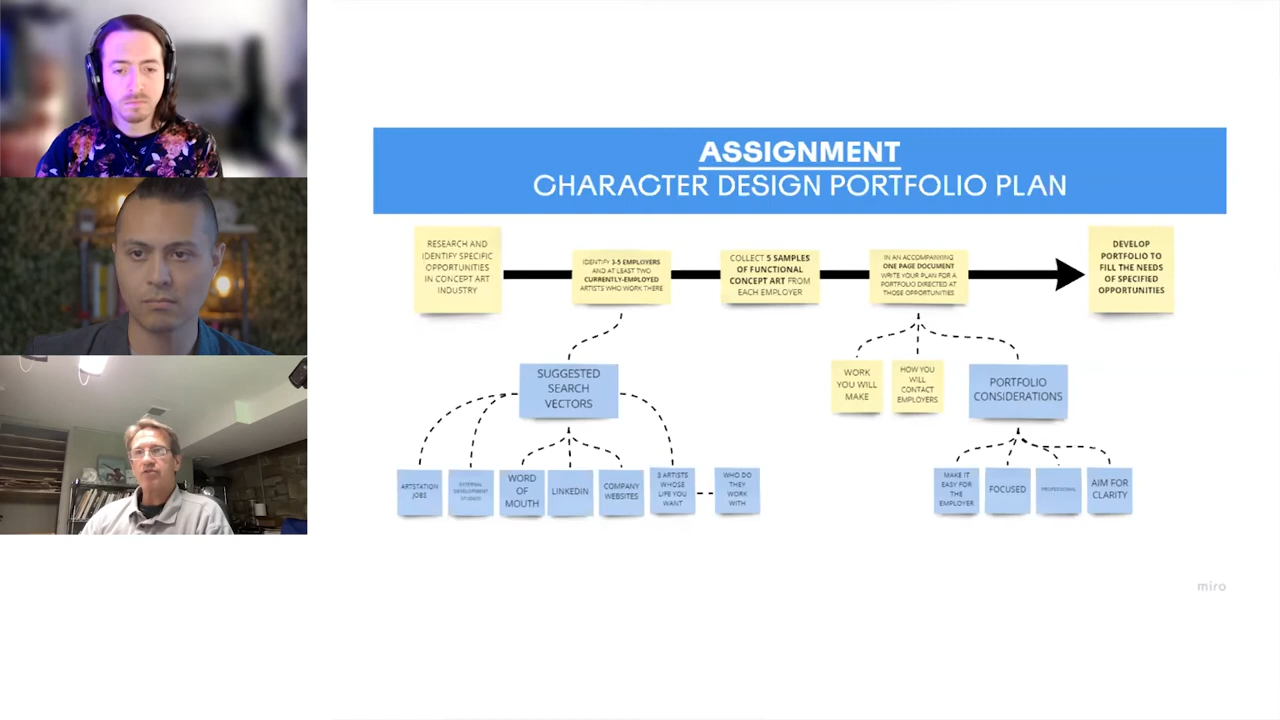 ASSIGNMENT
CHARACTER DESIGN PORTFOLIO PLAN
RESEARCH AND
IDENTIFY SPECIFIC
OPPORTUNITIES
IN CONCEPT ART
INDUSTRY
IDENTIFY 3-5 EMPLOYERS
AND AT LEAST TWO
CURRENTLY-EMPLOYED
ARTISTS WHO WORK THERE
COLLECT 5 SAMPLES
OF FUNCTIONAL
CONCEPT ART FROM
EACH EMPLOYER
IN AN ACCOMPANYING
ONE PAGE DOCUMENT
WRITE YOUR PLAN FOR A
PORTFOLIO DIRECTED AT
THOSE OPPORTUNITIES
DEVELOP
PORTFOLIO TO
FILL THE NEEDS
OF SPECIFIED
OPPORTUNITIES
SUGGESTED
SEARCH
VECTORS
WORK
YOU WILL
MAKE
HOW YOU
WILL
CONTACT
EMPLOYERS
PORTFOLIO
CONSIDERATIONS
ARTSTATION
JOBS
EXTERNAL
DEVELOPMENT
STUDIOS
WORD
OF
MOUTH
LINKEDIN
COMPANY
WEBSITES
3 ARTISTS
WHOSE
LIFE YOU
WANT
WHO DO
THEY
WORK
WITH
MAKE IT
EASY FOR
THE
EMPLOYER
FOCUSED
PROFESSIONAL
AIM FOR
CLARITY
miro